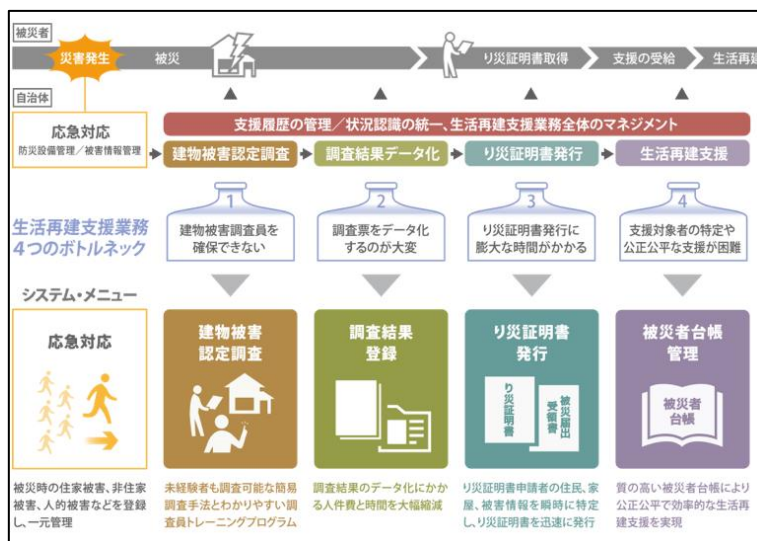 被災者
災害発生
被災
り災証明書取得
支援の受給
生活再建
自治体
応急対応
防災設備管理/被害情報管理
支援履歴の管理/状況認識の統一、生活再建支援業務全体のマネジメント
建物被害認定調査
調査結果データ化
り災証明書発行
生活再建支援
生活再建支援業務
4つのボトルネック
1
建物被害調査員を
確保できない
2
調査票をデータ化
するのが大変
3
り災証明書発行に
膨大な時間がかかる
4
支援対象者の特定や
公正公平な支援が困難
システム・メニュー
応急対応
建物被害
認定調査
調査結果
登録
り災証明書
発行
り災証明書
被災届出
受領書
被災者台帳
管理
被災者
台帳
被災時の住家被害、非住家
被害、人的被害などを登録
し、一元管理
未経験者も調査可能な簡易
調査手法とわかりやすい調
査員トレーニングプログラム
調査結果のデータ化にかか
る人件費と時間を大幅縮減
り災証明書申請者の住民、家
屋、被害情報を瞬時に特定
し、り災証明書を迅速に発行
質の高い被災者台帳により
公正公平で効率的な生活再
建支援を実現